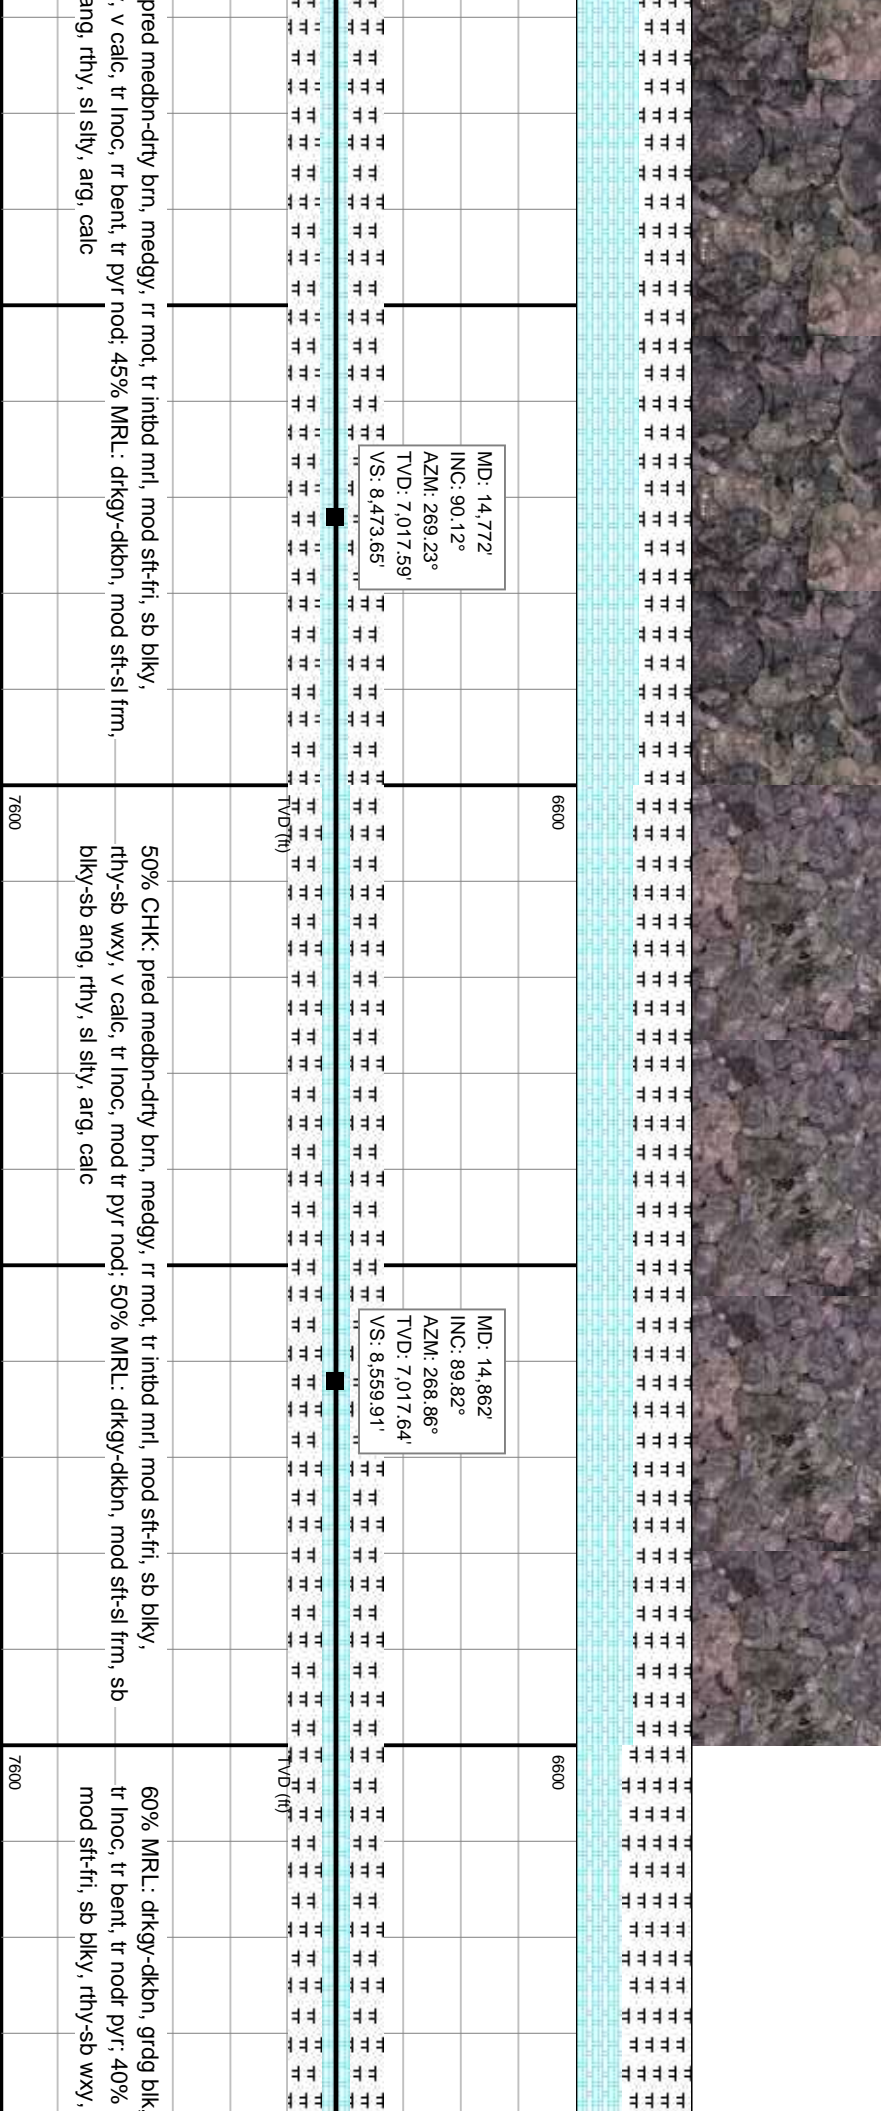 pred medbn-drty brn, medgy, rr mot, tr intbd mrl, mod sft-fri, sb blky,
, v calc, tr Inoc, rr bent, tr pyr nod; 45% MRL: drkgy-dkbn, mod sft-sl frm,
ang, rthy, sl slty, arg, calc
MD: 14,772'
INC: 90.12°
AZM: 269.23°
TVD: 7,017.59'
VS: 8,473.65'
6600
TVD (ft)
7600
50% CHK: pred medbn-drty brn, medgy, rr mot, tr intbd mrl, mod sft-fri, sb blky,
rthy-sb wxy, v calc, tr Inoc, mod tr pyr nod; 50% MRL: drkgy-dkbn, mod sft-sl frm, sb
blky-sb ang, rthy, sl slty, arg, calc
MD: 14,862'
INC: 89.82°
AZM: 268.86°
TVD: 7,017.64'
VS: 8,559.91'
6600
TVD (ft)
7600
60% MRL: drkgy-dkbn, grdg blk,
tr Inoc, tr bent, tr nodr pyr; 40%
mod sft-fri, sb blky, rthy-sb wxy,